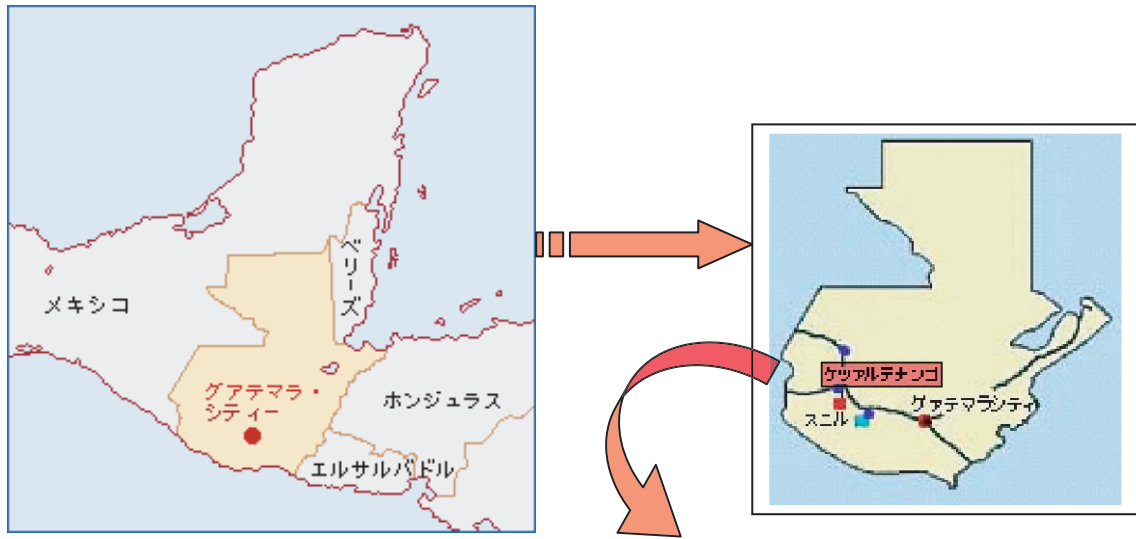 ベリーズ
メキシコ
グアテマラ・
シティー
ホンジュラス
エルサルバドル
ケツァルテナンゴ
グァテマランティ
スニル